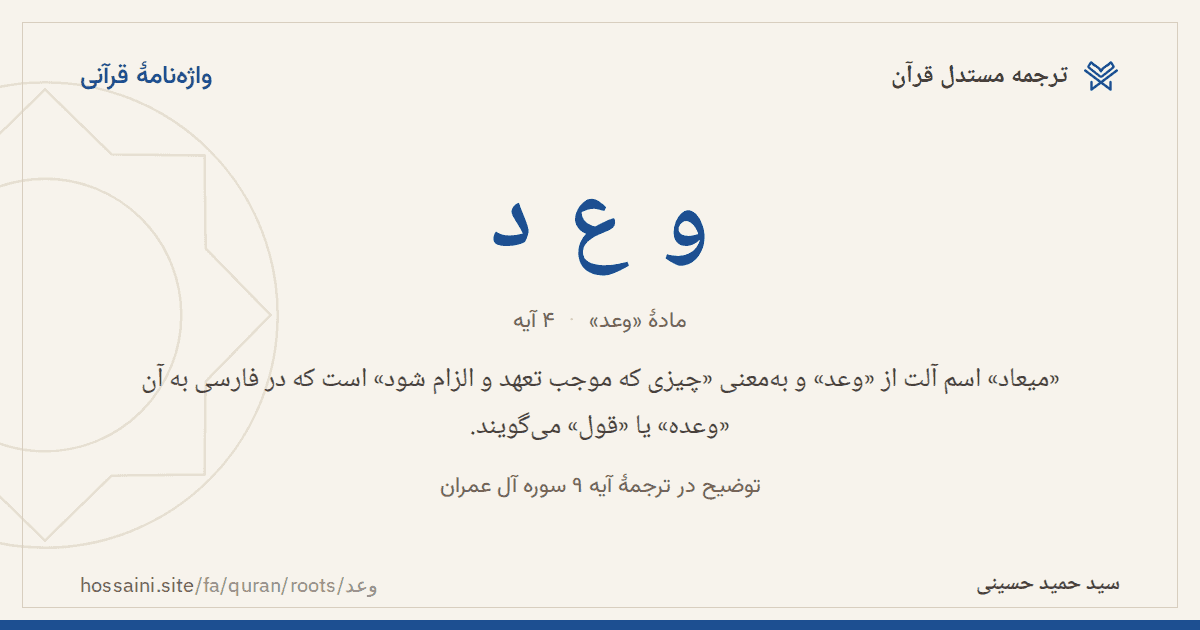 ترجمه مستدل قرآن
واژه‌نامهٔ قرآنی
و ع د
مادهٔ «وعد» · ۴ آیه
«میعاد» اسم آلت از «وعد» و به‌معنی «چیزی که موجب تعهد و الزام شود» است که در فارسی به آن
«وعده» یا «قول» می‌گویند.
توضیح در ترجمهٔ آیه ۹ سوره آل عمران
سید حمید حسینی
hossaini.site/fa/quran/roots/وعد